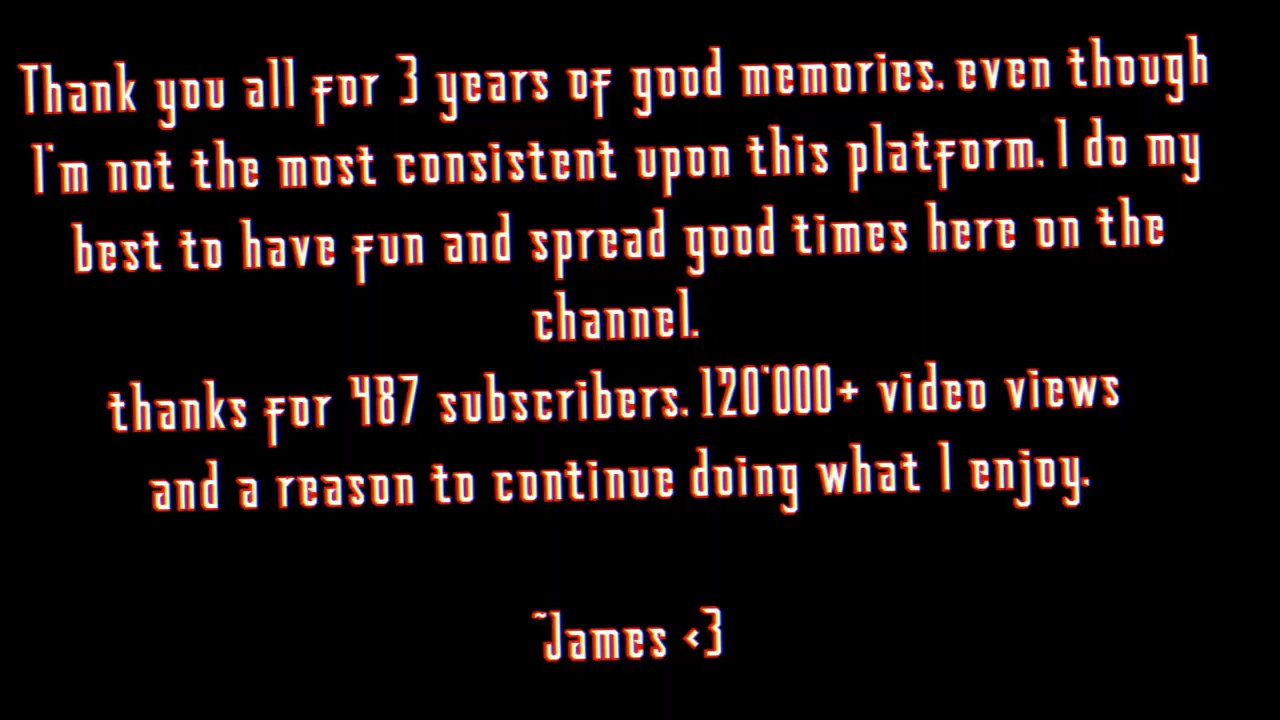 Thank you all for 3 years of good memories. even though
I'm not the most consistent upon this platform. I do my
best to have fun and spread good times here on the
channel.
thanks for 487 subscribers. 120'000+ video views
and a reason to continue doing what I enjoy.
~James <3